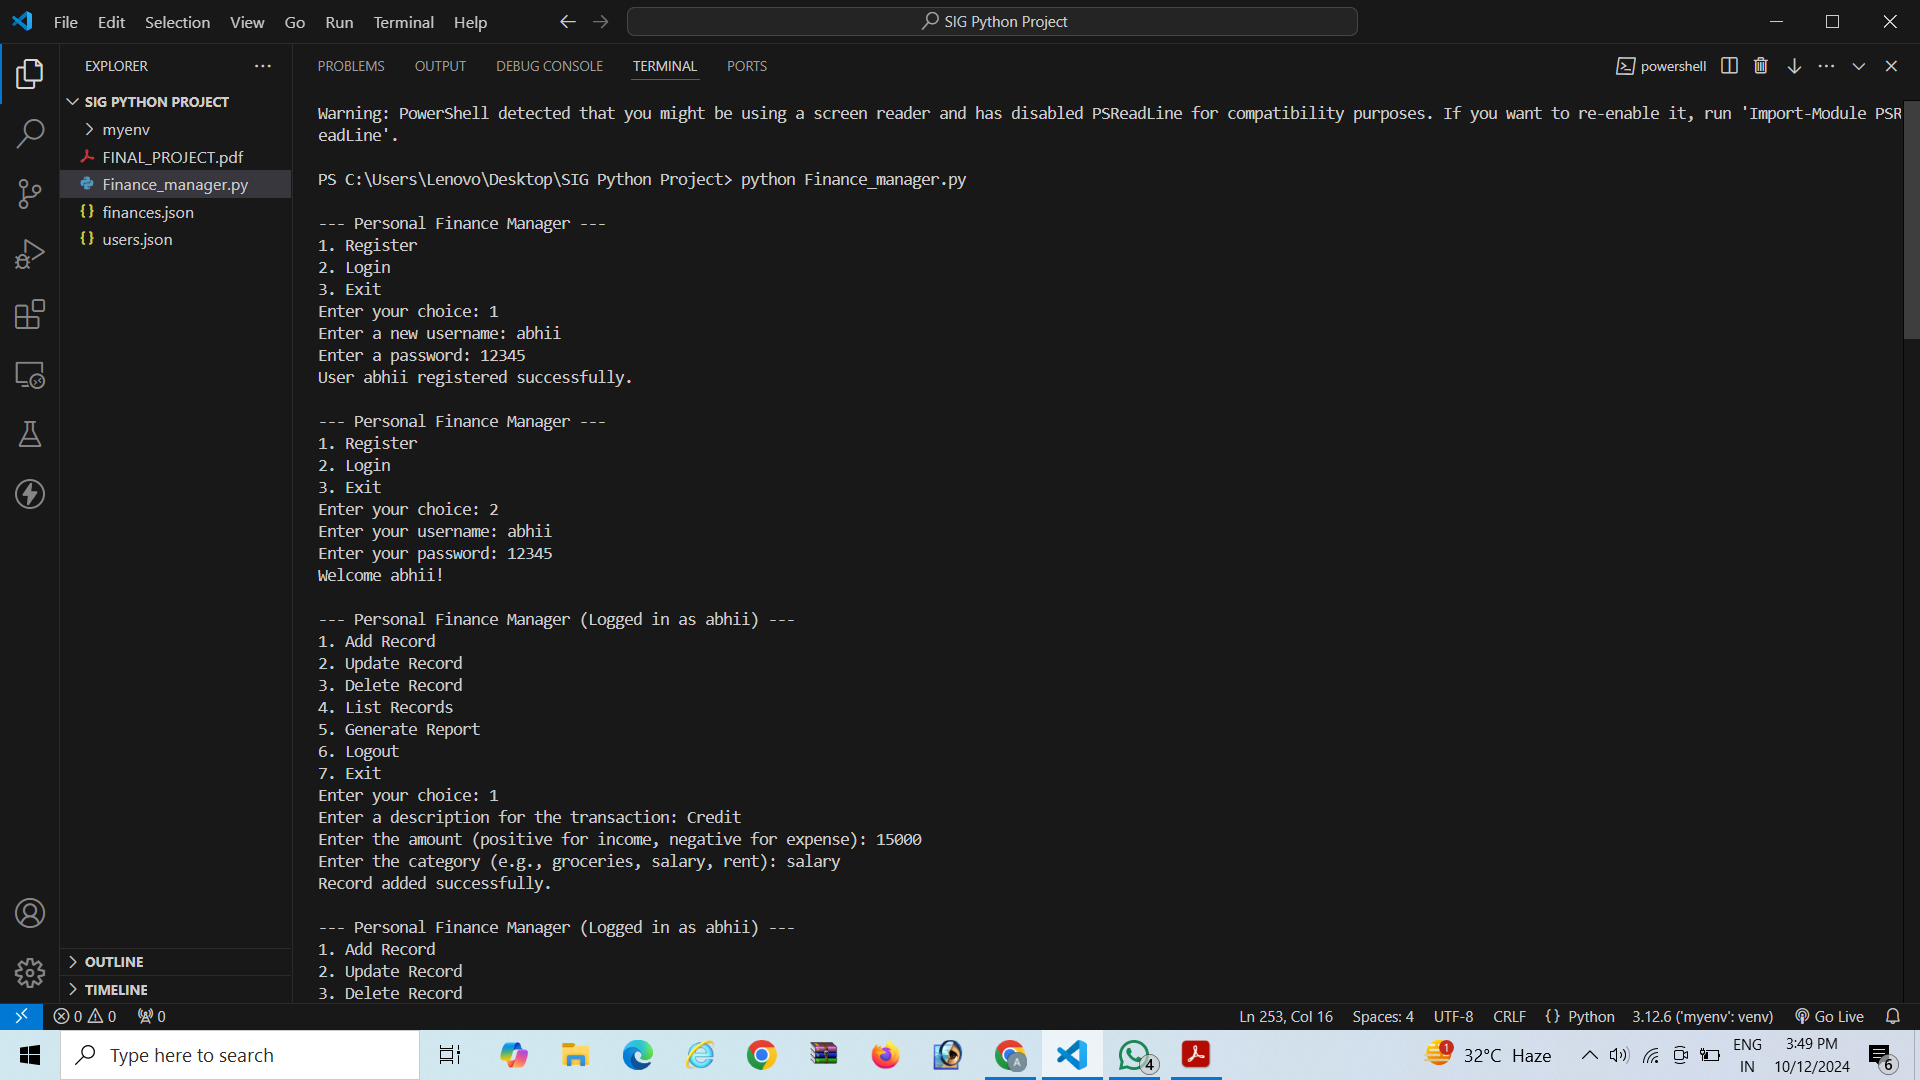 File Edit Selection View Go Run Terminal Help
SIG Python Project
EXPLORER
SIG PYTHON PROJECT
myenv
FINAL_PROJECT.pdf
Finance_manager.py
finances.json
users.json
OUTLINE
TIMELINE
PROBLEMS OUTPUT DEBUG CONSOLE TERMINAL PORTS
powershell
Warning: PowerShell detected that you might be using a screen reader and has disabled PSReadLine for compatibility purposes. If you want to re-enable it, run 'Import-Module PSR
eadLine'.
PS C:\Users\Lenovo\Desktop\SIG Python Project> python Finance_manager.py
--- Personal Finance Manager ---
1. Register
2. Login
3. Exit
Enter your choice: 1
Enter a new username: abhii
Enter a password: 12345
User abhii registered successfully.
--- Personal Finance Manager ---
1. Register
2. Login
3. Exit
Enter your choice: 2
Enter your username: abhii
Enter your password: 12345
Welcome abhii!
--- Personal Finance Manager (Logged in as abhii) ---
1. Add Record
2. Update Record
3. Delete Record
4. List Records
5. Generate Report
6. Logout
7. Exit
Enter your choice: 1
Enter a description for the transaction: Credit
Enter the amount (positive for income, negative for expense): 15000
Enter the category (e.g., groceries, salary, rent): salary
Record added successfully.
--- Personal Finance Manager (Logged in as abhii) ---
1. Add Record
2. Update Record
3. Delete Record
0 0 0
Ln 253, Col 16 Spaces: 4 UTF-8 CRLF {} Python 3.12.6 ('myenv': venv) Go Live
Type here to search
A
4
1
32°C Haze
ENG
IN
3:49 PM
10/12/2024
6